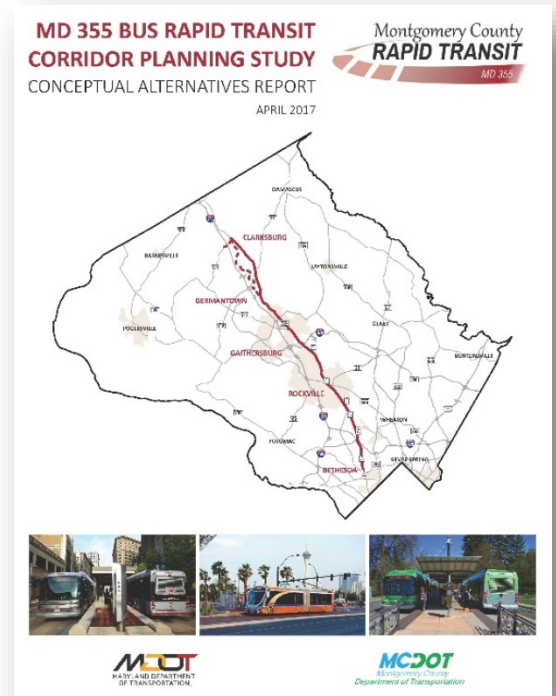 MD 355 BUS RAPID TRANSIT
CORRIDOR PLANNING STUDY
CONCEPTUAL ALTERNATIVES REPORT
APRIL 2017
Montgomery County
RAPID TRANSIT
MD 355
DAMASCUS
CLARKSBURG
BARNESVILLE
LAYTONSVILLE
GERMANTOWN
POOLESVILLE
OLNEY
BURTONSVILLE
GAITHERSBURG
ROCKVILLE
WHEATON
POTOMAC
SILVER SPRING
BETHESDA
MDOT
MARYLAND DEPARTMENT
OF TRANSPORTATION.
MCDOT
Montgomery County
Department of Transportation